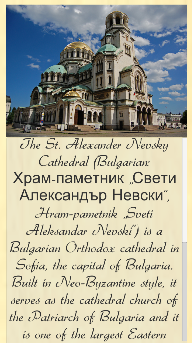 The St. Alexander Nevsky
Cathedral (Bulgarian:
Храм-паметник „Свети
Александър Невски“,
Hram-pametnik Sveti
Aleksandar Nevski') is a
Bulgarian Orthodox cathedral in
Sofia, the capital of Bulgaria.
Built in Neo-Byzantine style, it
serves as the cathedral church of
the Patriarch of Bulgaria and it
is one of the largest Eastern